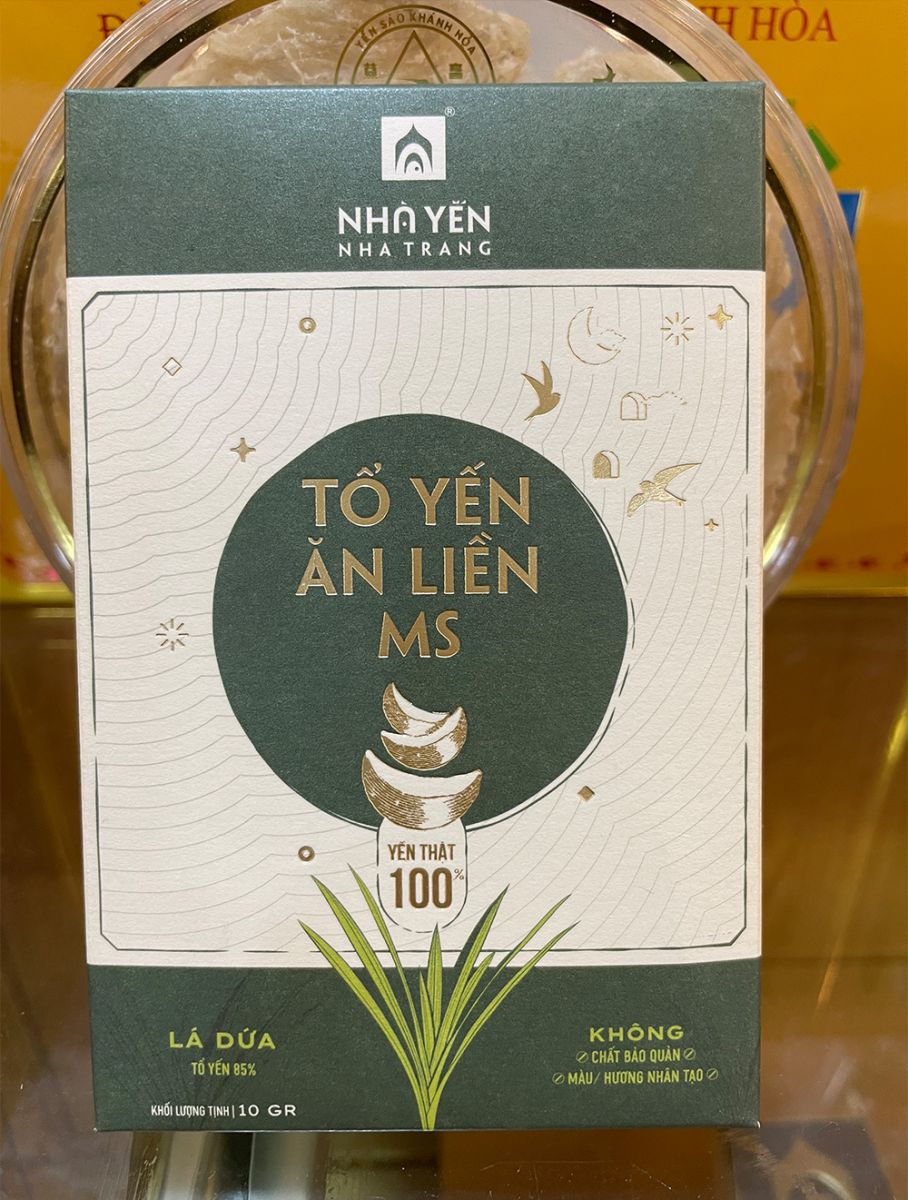 YẾN SÀO KHÁNH HÒA
H HÒA
®
NHÀ YẾN
NHA TRANG
TỔ YẾN
ĂN LIỀN
MS
YẾN THẬT
100%
LÁ DỨA
TỔ YẾN 85%
KHỐI LƯỢNG TỊNH | 10 GR
KHÔNG
CHẤT BẢO QUẢN
MÀU/ HƯƠNG NHÂN TẠO